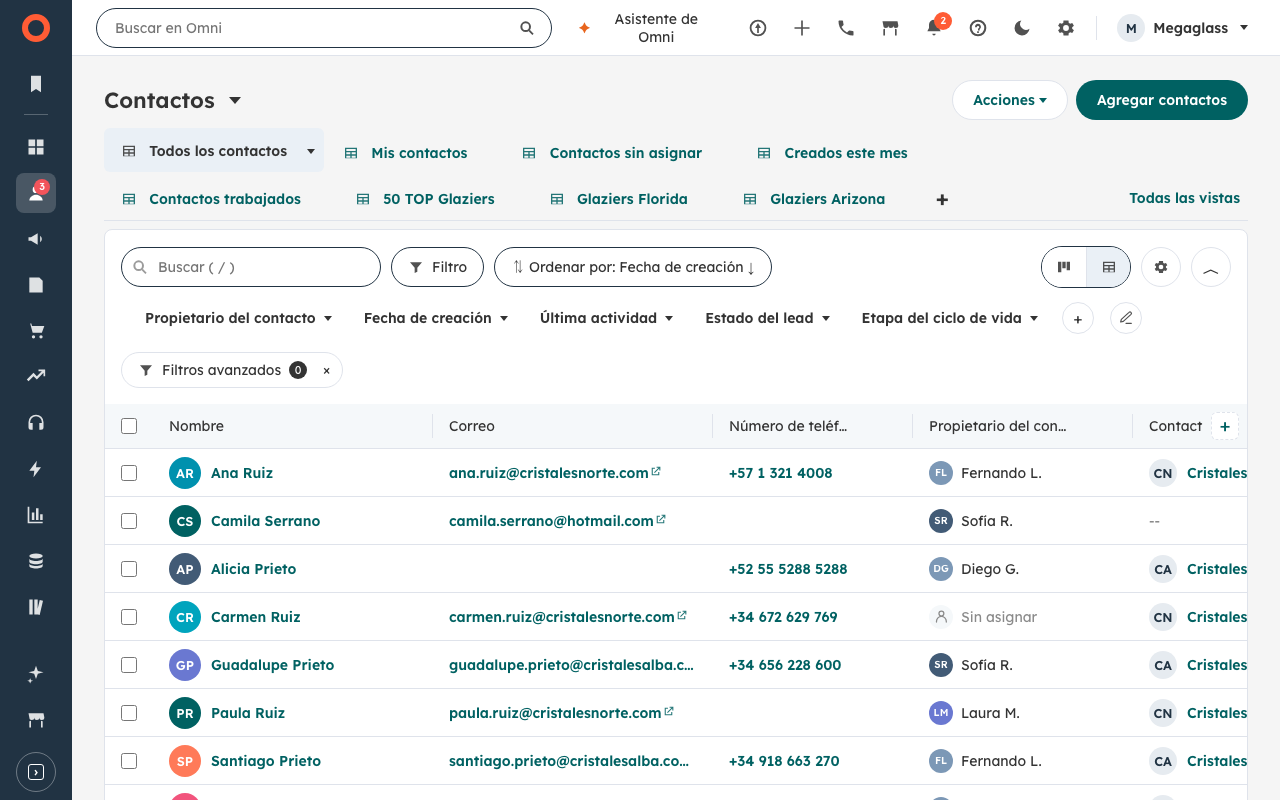 Buscar en Omni
Asistente de
Omni
2
M
Megaglass
3
Contactos
Acciones
Agregar contactos
Todos los contactos
Mis contactos
Contactos sin asignar
Creados este mes
Contactos trabajados
50 TOP Glaziers
Glaziers Florida
Glaziers Arizona
+
Todas las vistas
Buscar ( / )
Filtro
Ordenar por: Fecha de creación ↓
Propietario del contacto
Fecha de creación
Última actividad
Estado del lead
Etapa del ciclo de vida
+
Filtros avanzados 0 ×
Nombre
Correo
Número de teléf…
Propietario del con…
Contact
+
AR Ana Ruiz ana.ruiz@cristalesnorte.com +57 1 321 4008 FL Fernando L. CN Cristales
CS Camila Serrano camila.serrano@hotmail.com SR Sofía R. --
AP Alicia Prieto +52 55 5288 5288 DG Diego G. CA Cristales
CR Carmen Ruiz carmen.ruiz@cristalesnorte.com +34 672 629 769 Sin asignar CN Cristales
GP Guadalupe Prieto guadalupe.prieto@cristalesalba.c… +34 656 228 600 SR Sofía R. CA Cristales
PR Paula Ruiz paula.ruiz@cristalesnorte.com LM Laura M. CN Cristales
SP Santiago Prieto santiago.prieto@cristalesalba.co… +34 918 663 270 FL Fernando L. CA Cristales